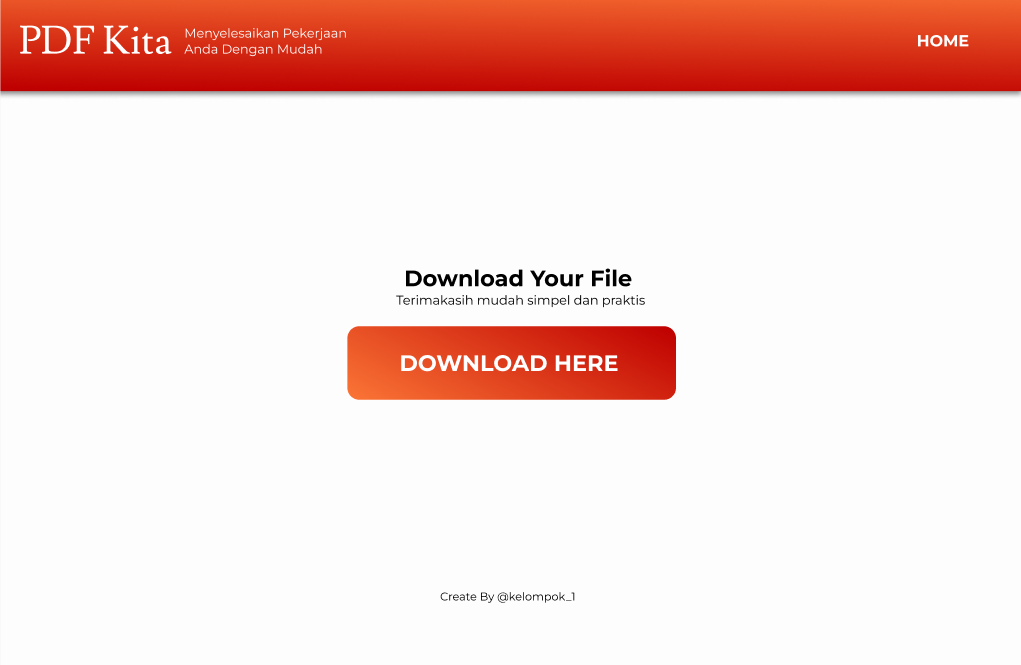 PDF Kita
Menyelesaikan Pekerjaan
Anda Dengan Mudah
HOME
Download Your File
Terimakasih mudah simpel dan praktis
DOWNLOAD HERE
Create By @kelompok_1